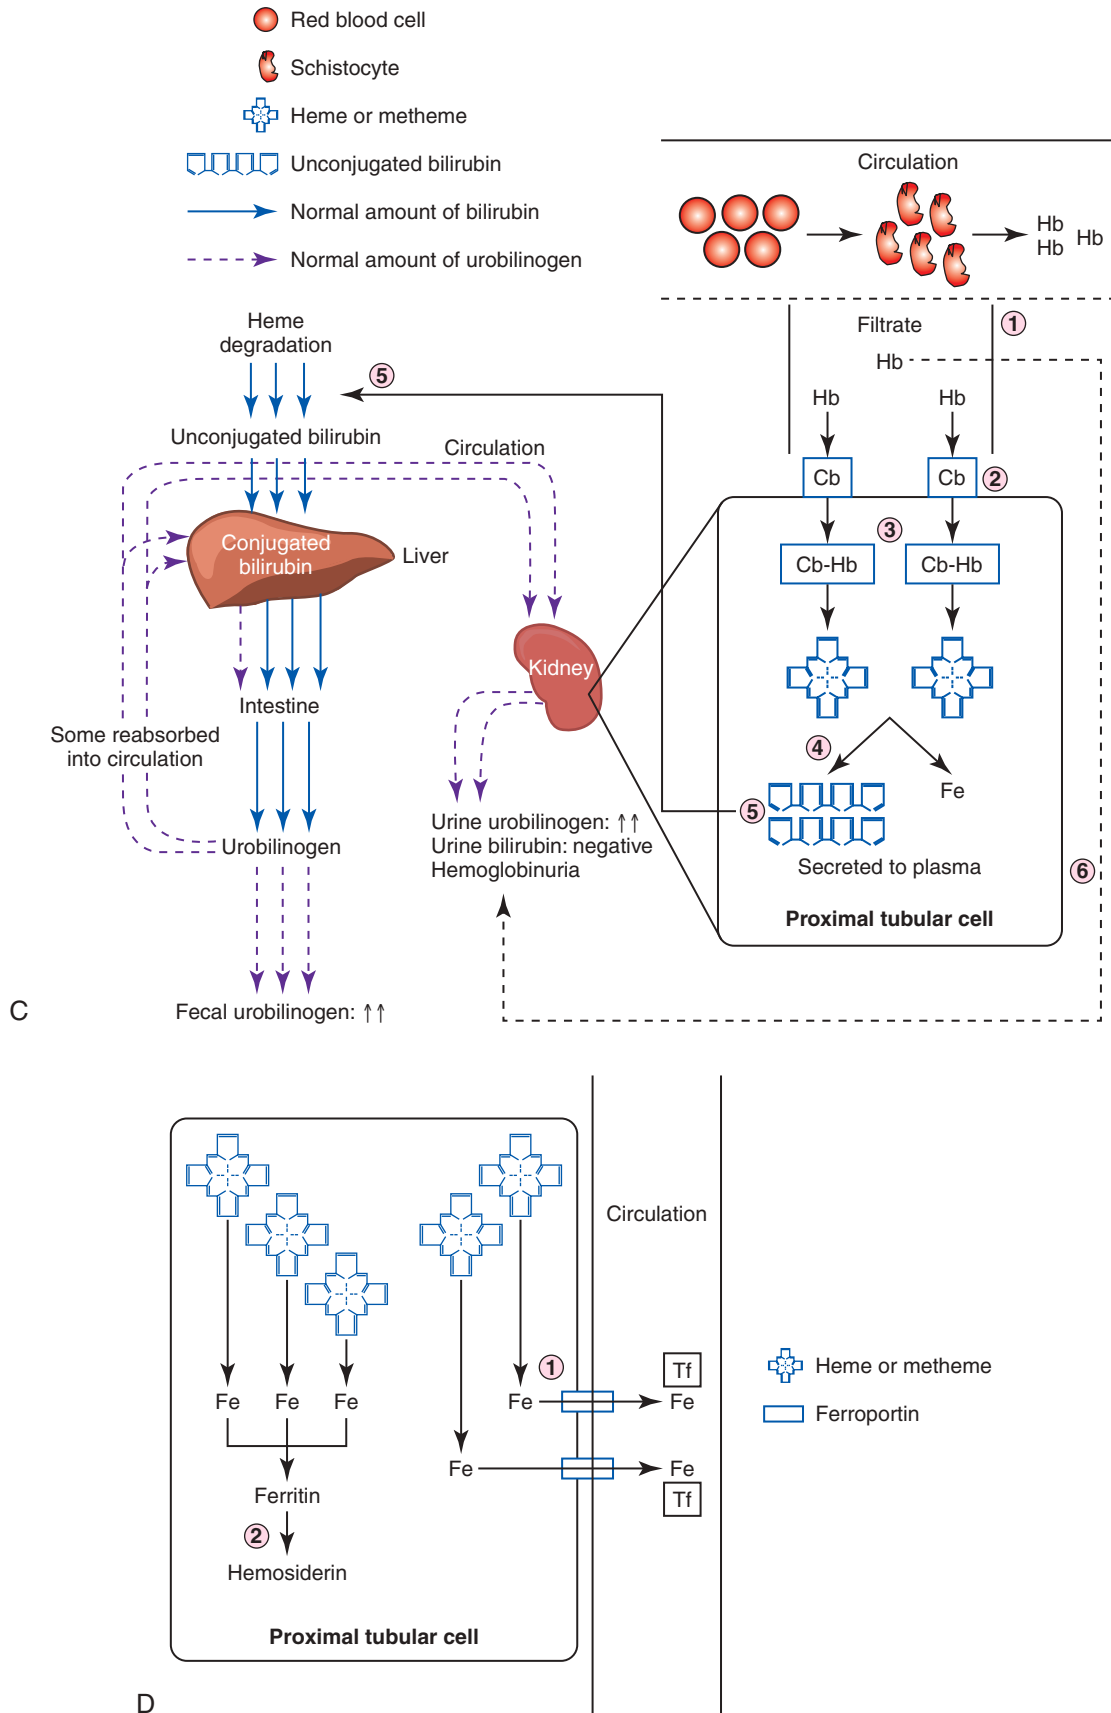 Red blood cell
Schistocyte
Heme or metheme
Unconjugated bilirubin
Normal amount of bilirubin
Normal amount of urobilinogen
Circulation
Hb
Hb
Hb
Filtrate
1
Hb
Hb
Hb
Cb
Cb
2
3
Cb-Hb
Cb-Hb
4
Fe
5
Secreted to plasma
6
Proximal tubular cell
Heme
degradation
5
Unconjugated bilirubin
Circulation
Conjugated
bilirubin
Liver
Kidney
Intestine
Some reabsorbed
into circulation
Urobilinogen
Urine urobilinogen: ↑↑
Urine bilirubin: negative
Hemoglobinuria
Fecal urobilinogen: ↑↑
C
Circulation
1
Tf
Fe
Fe
Fe
Fe
Fe
Fe
Fe
Tf
Ferritin
2
Hemosiderin
Proximal tubular cell
Heme or metheme
Ferroportin
D